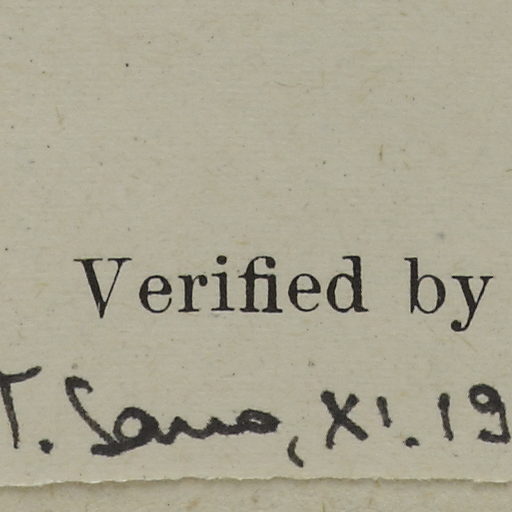 Verified by
T. Sano, XI. 19